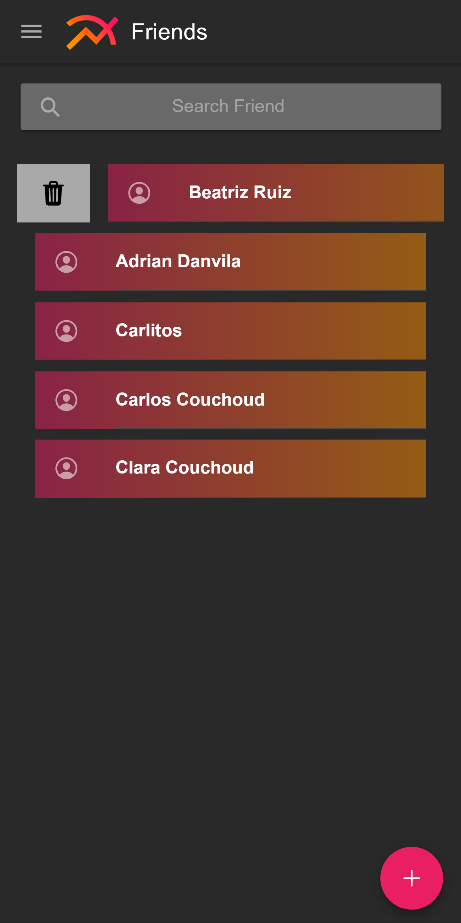 Friends
Search Friend
Beatriz Ruiz
Adrian Danvila
Carlitos
Carlos Couchoud
Clara Couchoud